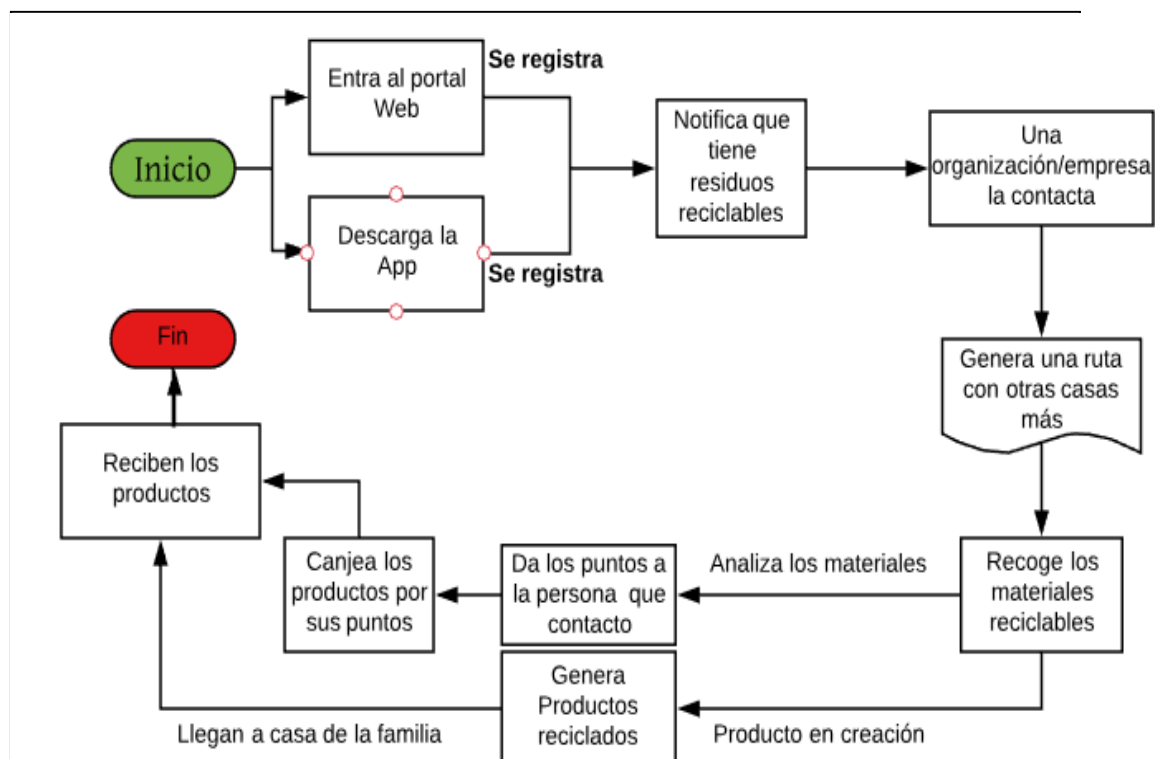 Se registra
Entra al portal
Web
Inicio
Descarga la
App
Se registra
Notifica que
tiene
residuos
reciclables
Una
organización/empresa
la contacta
Genera una ruta
con otras casas
más
Recoge los
materiales
reciclables
Analiza los materiales
Da los puntos a
la persona que
contacto
Canjea los
productos por
sus puntos
Producto en creación
Genera
Productos
reciclados
Llegan a casa de la familia
Reciben los
productos
Fin